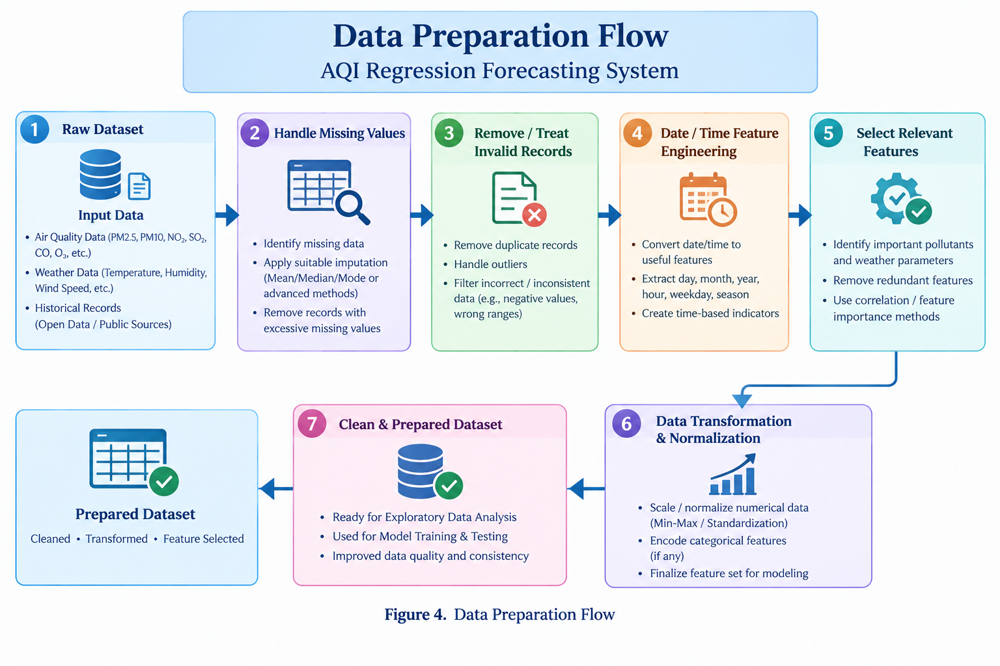 Data Preparation Flow
AQI Regression Forecasting System
1 Raw Dataset
Input Data
• Air Quality Data (PM2.5, PM10, NO₂, SO₂,
CO, O₃, etc.)
• Weather Data (Temperature, Humidity,
Wind Speed, etc.)
• Historical Records
(Open Data / Public Sources)
2 Handle Missing Values
• Identify missing data
• Apply suitable imputation
(Mean/Median/Mode or
advanced methods)
• Remove records with
excessive missing values
3 Remove / Treat
Invalid Records
• Remove duplicate records
• Handle outliers
• Filter incorrect / inconsistent
data (e.g., negative values,
wrong ranges)
4 Date / Time Feature
Engineering
• Convert date/time to
useful features
• Extract day, month, year,
hour, weekday, season
• Create time-based indicators
5 Select Relevant
Features
• Identify important pollutants
and weather parameters
• Remove redundant features
• Use correlation / feature
importance methods
6 Data Transformation
& Normalization
• Scale / normalize numerical data
(Min-Max / Standardization)
• Encode categorical features
(if any)
• Finalize feature set for modeling
7 Clean & Prepared Dataset
• Ready for Exploratory Data Analysis
• Used for Model Training & Testing
• Improved data quality and consistency
Prepared Dataset
Cleaned • Transformed • Feature Selected
Figure 4. Data Preparation Flow